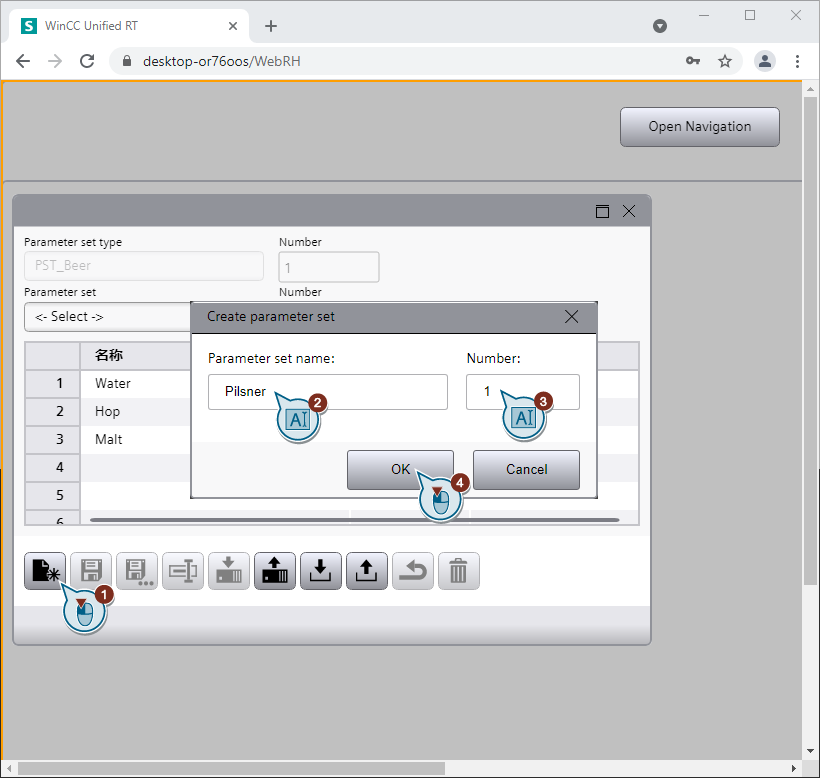 S WinCC Unified RT
desktop-or76oos/WebRH
Open Navigation
Parameter set type
Number
PST_Beer
1
Parameter set
Number
<- Select ->
Create parameter set
名称
Parameter set name:
Number:
1 Water
Pilsner
1
2
AI
3
AI
2 Hop
3 Malt
4
OK
Cancel
4
5
6
1